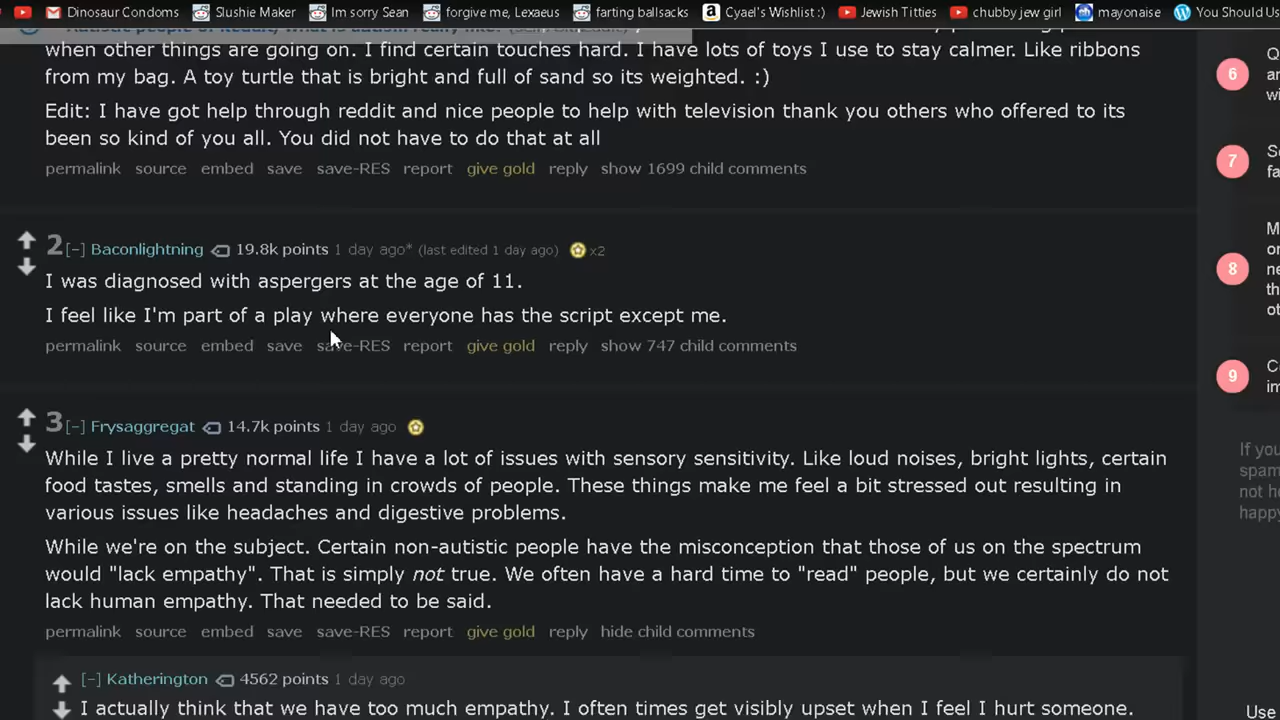 Dinosaur Condoms Slushie Maker Im sorry Sean forgive me, Lexaeus farting ballsacks Cyael's Wishlist :) Jewish Titties chubby jew girl mayonaise You Should Us
when other things are going on. I find certain touches hard. I have lots of toys I use to stay calmer. Like ribbons
from my bag. A toy turtle that is bright and full of sand so its weighted. :)
Edit: I have got help through reddit and nice people to help with television thank you others who offered to its
been so kind of you all. You did not have to do that at all
permalink source embed save save-RES report give gold reply show 1699 child comments
2 [–] Baconlightning 19.8k points 1 day ago* (last edited 1 day ago) x2
I was diagnosed with aspergers at the age of 11.
I feel like I'm part of a play where everyone has the script except me.
permalink source embed save save-RES report give gold reply show 747 child comments
3 [–] Frysaggregat 14.7k points 1 day ago
While I live a pretty normal life I have a lot of issues with sensory sensitivity. Like loud noises, bright lights, certain
food tastes, smells and standing in crowds of people. These things make me feel a bit stressed out resulting in
various issues like headaches and digestive problems.
While we're on the subject. Certain non-autistic people have the misconception that those of us on the spectrum
would "lack empathy". That is simply not true. We often have a hard time to "read" people, but we certainly do not
lack human empathy. That needed to be said.
permalink source embed save save-RES report give gold reply hide child comments
[–] Katherington 4562 points 1 day ago
I actually think that we have too much empathy. I often times get visibly upset when I feel I hurt someone.
6
7
8
9
If you
spam
not he
happy
Use